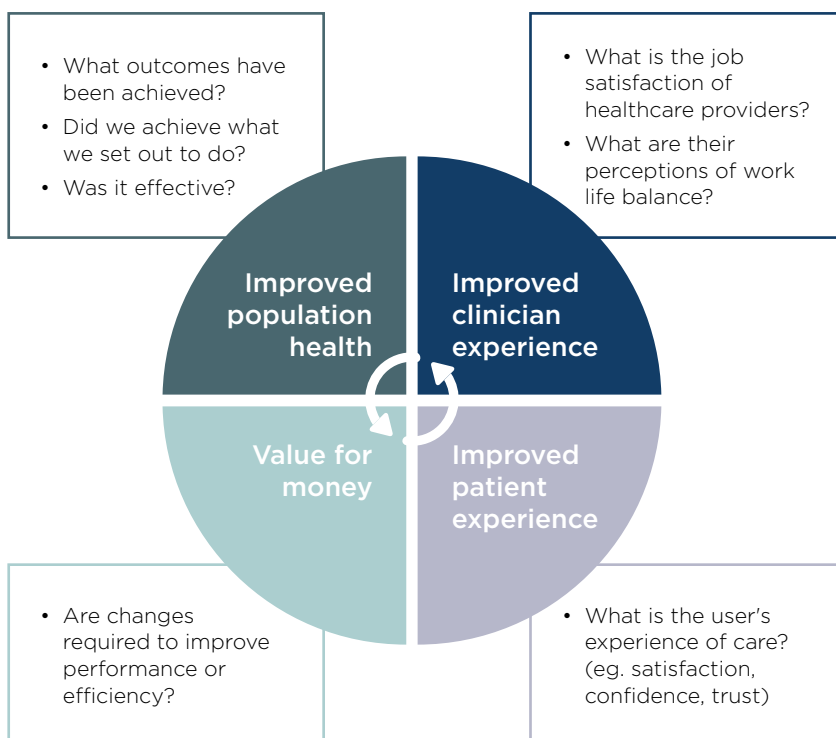 • What outcomes have
been achieved?
• Did we achieve what
we set out to do?
• Was it effective?
• What is the job
satisfaction of
healthcare providers?
• What are their
perceptions of work
life balance?
Improved
population
health
Improved
clinician
experience
Value for
money
Improved
patient
experience
• Are changes
required to improve
performance or
efficiency?
• What is the user's
experience of care?
(eg. satisfaction,
confidence, trust)